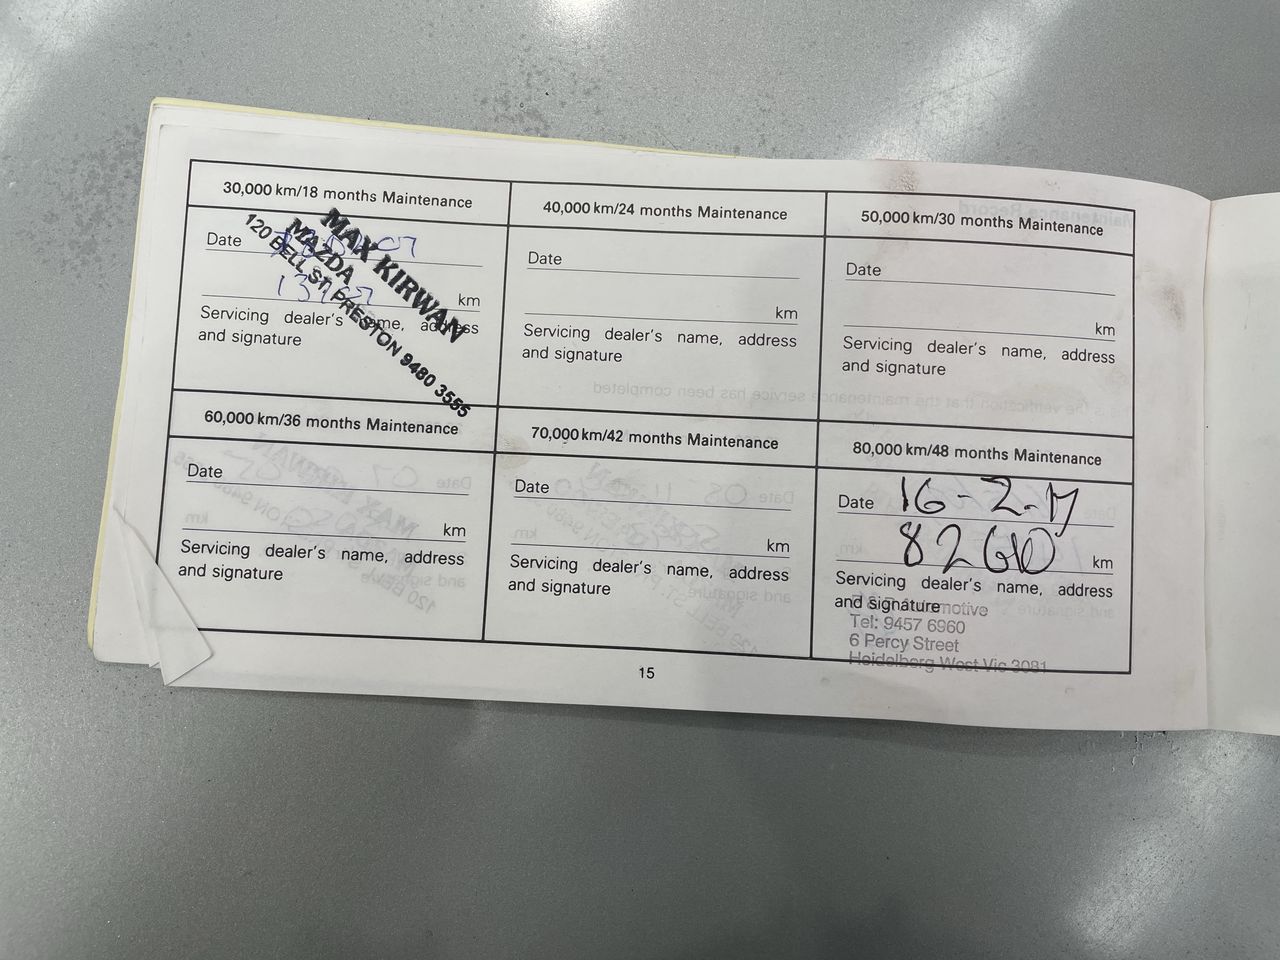 30,000 km/18 months Maintenance
Date
km
Servicing dealer's name, address
and signature
MAX KIRWAN
MAZDA
120 BELL ST. PRESTON 9480 3555
40,000 km/24 months Maintenance
Date
km
Servicing dealer's name, address
and signature
50,000 km/30 months Maintenance
Date
km
Servicing dealer's name, address
and signature
60,000 km/36 months Maintenance
Date
km
Servicing dealer's name, address
and signature
70,000 km/42 months Maintenance
Date
km
Servicing dealer's name, address
and signature
80,000 km/48 months Maintenance
Date 16-2-17
km
Servicing dealer's name, address
and signature
Tel: 9457 6960
6 Percy Street
Heidelberg West Vic 3081
15